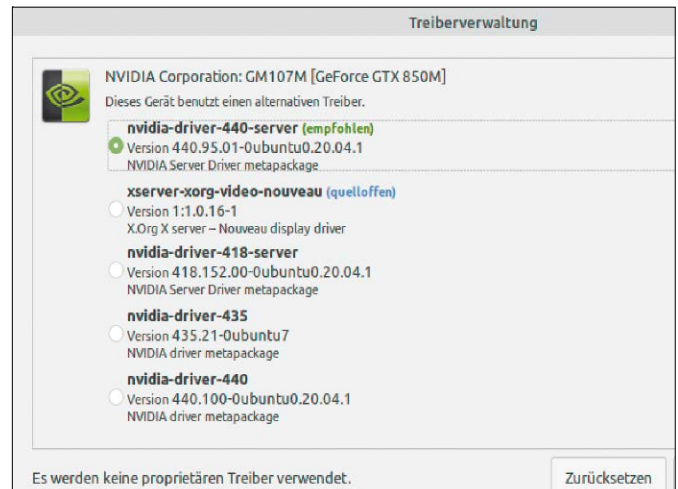 Treiberverwaltung
NVIDIA Corporation: GM107M [GeForce GTX 850M]
Dieses Gerät benutzt einen alternativen Treiber.
nvidia-driver-440-server (empfohlen)
Version 440.95.01-0ubuntu0.20.04.1
NVIDIA Server Driver metapackage
xserver-xorg-video-nouveau (quelloffen)
Version 1:1.0.16-1
X.Org X server – Nouveau display driver
nvidia-driver-418-server
Version 418.152.00-0ubuntu0.20.04.1
NVIDIA Server Driver metapackage
nvidia-driver-435
Version 435.21-0ubuntu7
NVIDIA driver metapackage
nvidia-driver-440
Version 440.100-0ubuntu0.20.04.1
NVIDIA driver metapackage
Es werden keine proprietären Treiber verwendet.
Zurücksetzen